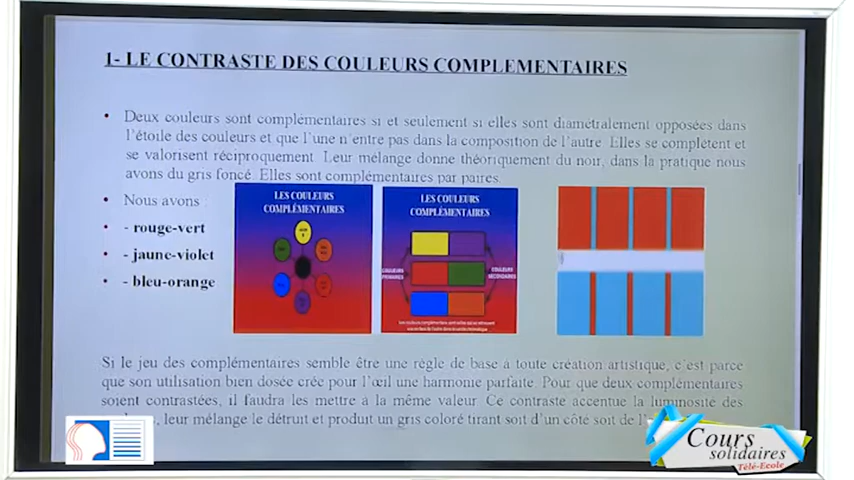 1- LE CONTRASTE DES COULEURS COMPLEMENTAIRES
• Deux couleurs sont complémentaires si et seulement si elles sont diamétralement opposées dans
l'étoile des couleurs et que l'une n'entre pas dans la composition de l'autre. Elles se complètent et
se valorisent réciproquement. Leur mélange donne théoriquement du noir, dans la pratique nous
avons du gris foncé. Elles sont complémentaires par paires.
• Nous avons :
• - rouge-vert
• - jaune-violet
• - bleu-orange
LES COULEURS
COMPLÉMENTAIRES
LES COULEURS
COMPLÉMENTAIRES
COULEURS
PRIMAIRES
COULEURS
SECONDAIRES
Si le jeu des complémentaires semble être une règle de base à toute création artistique, c'est parce
que son utilisation bien dosée crée pour l'œil une harmonie parfaite. Pour que deux complémentaires
soient contrastées, il faudra les mettre à la même valeur. Ce contraste accentue la luminosité des
leur mélange le détruit et produit un gris coloré tirant soit d'un côte soit de
Cours
solidaires
Télé-Ecole